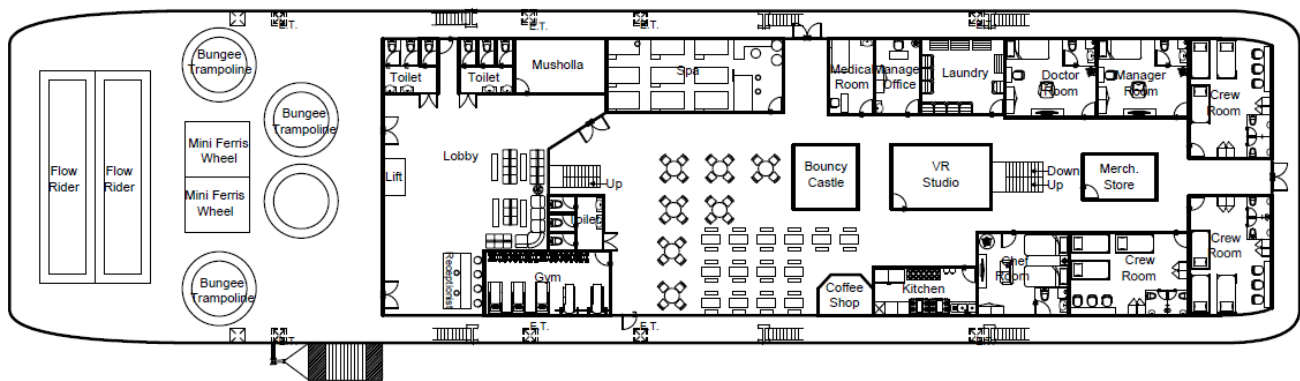 E.T.
E.T.
E.T.
E.T.
Bungee
Trampoline
Toilet
Toilet
Musholla
Spa
Medical
Room
Manage
Office
Laundry
Doctor
Room
Manager
Room
Crew
Room
Bungee
Trampoline
Mini Ferris
Wheel
Flow
Rider
Flow
Rider
Mini Ferris
Wheel
Lobby
Lift
Up
Bouncy
Castle
VR
Studio
Down
Up
Merch.
Store
Toilet
Bungee
Trampoline
Receptionist
Gym
Coffee
Shop
Kitchen
Chef
Room
Crew
Room
Crew
Room
E.T.
E.T.
E.T.
E.T.